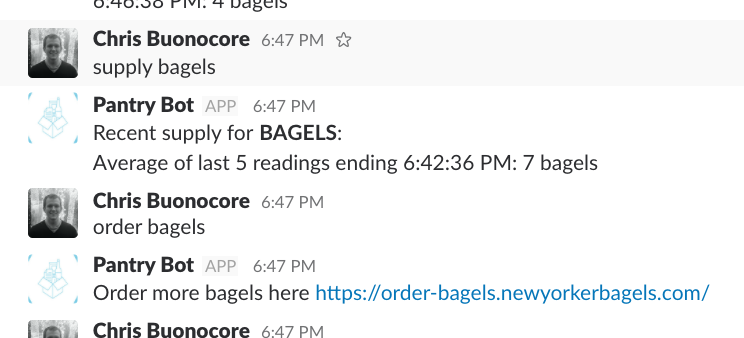 6:46:38 PM: 4 bagels
Chris Buonocore 6:47 PM
supply bagels
Pantry Bot APP 6:47 PM
Recent supply for BAGELS:
Average of last 5 readings ending 6:42:36 PM: 7 bagels
Chris Buonocore 6:47 PM
order bagels
Pantry Bot APP 6:47 PM
Order more bagels here https://order-bagels.newyorkerbagels.com/
Chris Buonocore 6:47 PM